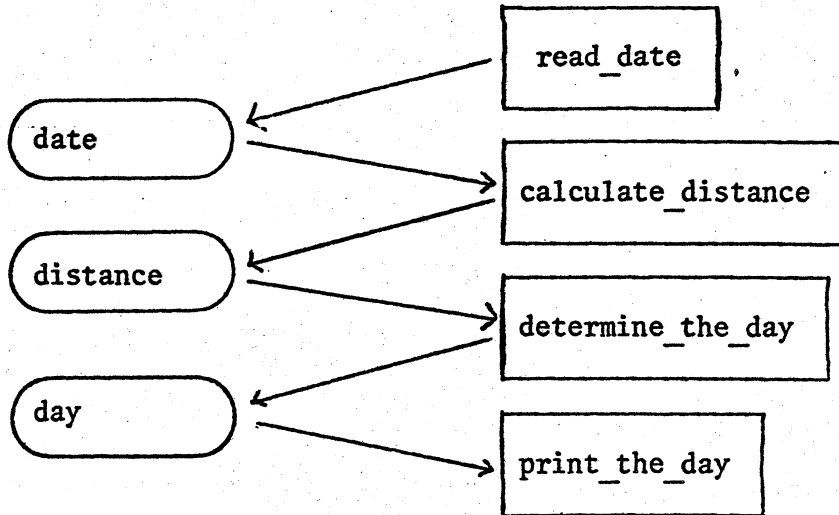 read_date
date
calculate_distance
distance
determine_the_day
day
print_the_day